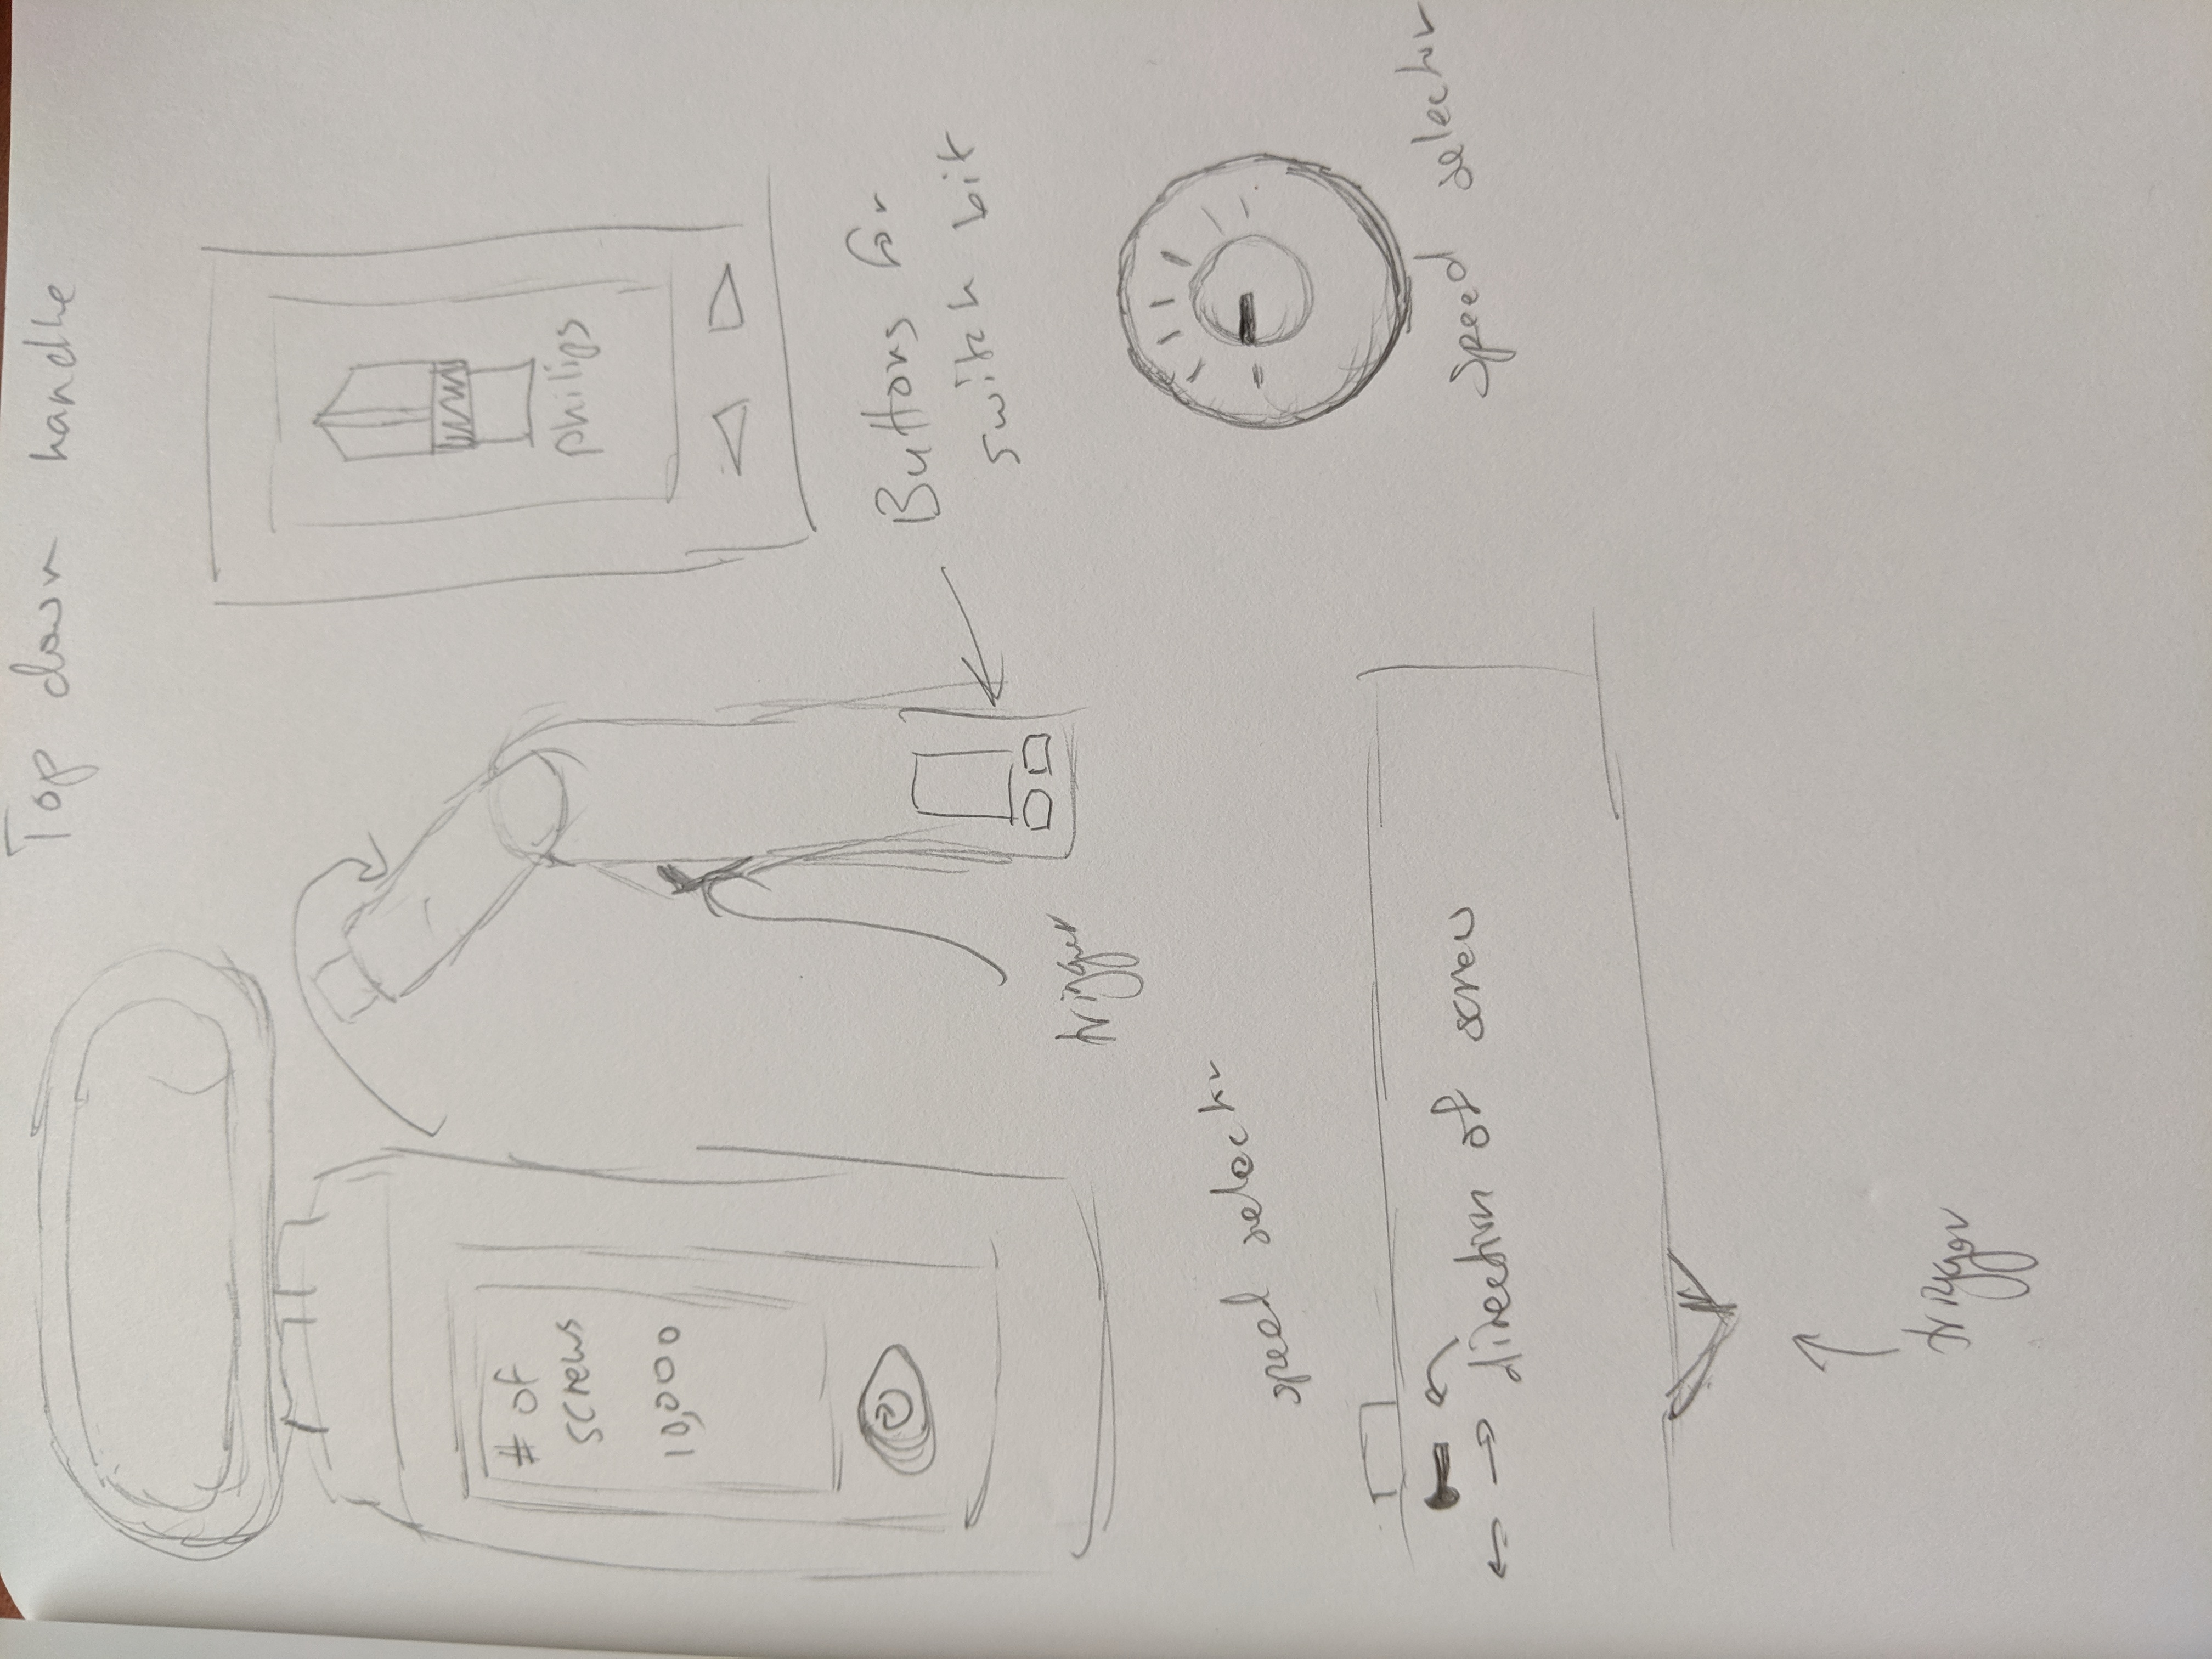 Top down handle
# of
screws
10,000
philips
Buttons for
switch bit
trigger
speed selector
direction of screw
speed selector
trigger